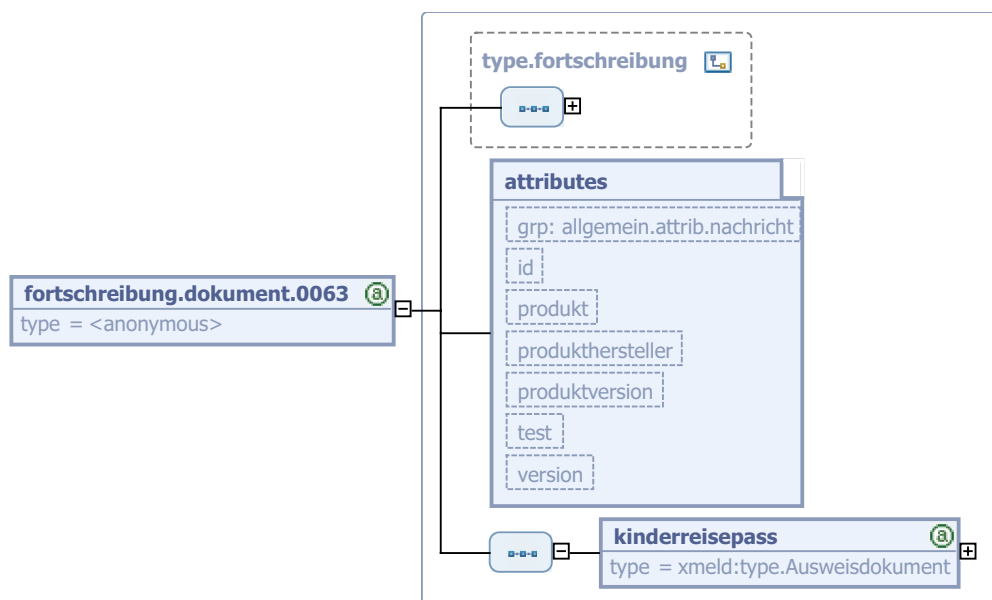 type.fortschreibung
attributes
grp: allgemein.attrib.nachricht
id
produkt
produkthersteller
produktversion
test
version
fortschreibung.dokument.0063
type = <anonymous>
kinderreisepass
type = xmeld:type.Ausweisdokument